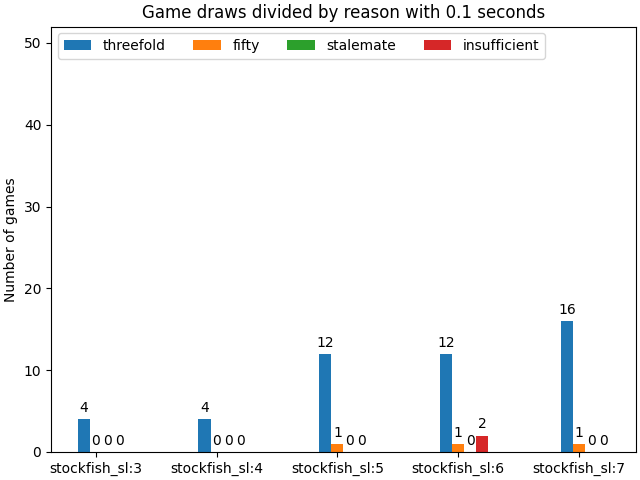 Game draws divided by reason with 0.1 seconds
threefold fifty stalemate insufficient
Number of games
50
40
30
20
10
0
4 0 0 0
4 0 0 0
12 1 0 0
12 1 0 2
16 1 0 0
stockfish_sl:3 stockfish_sl:4 stockfish_sl:5 stockfish_sl:6 stockfish_sl:7